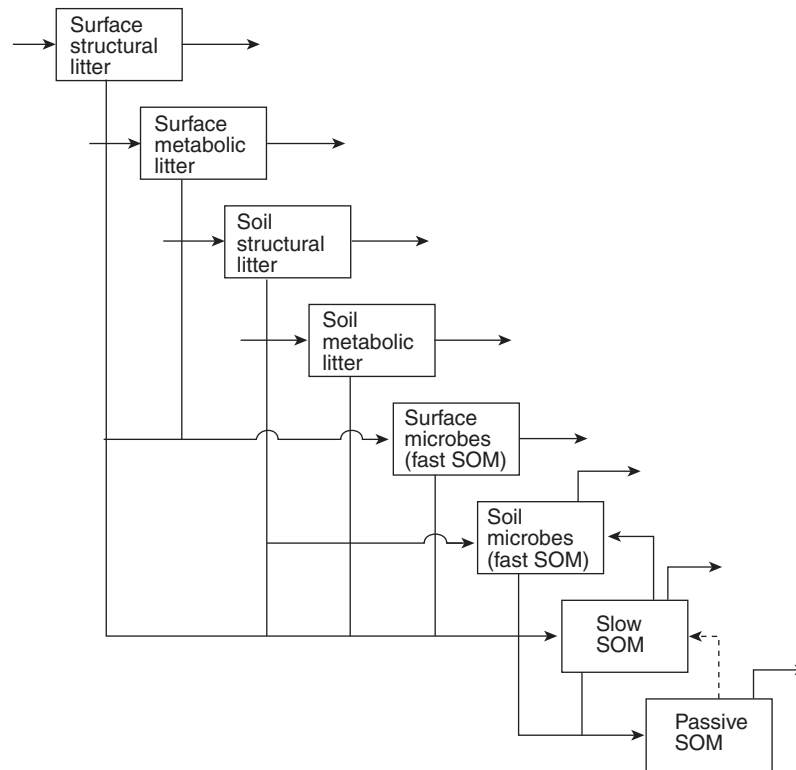 Surface
structural
litter
Surface
metabolic
litter
Soil
structural
litter
Soil
metabolic
litter
Surface
microbes
(fast SOM)
Soil
microbes
(fast SOM)
Slow
SOM
Passive
SOM